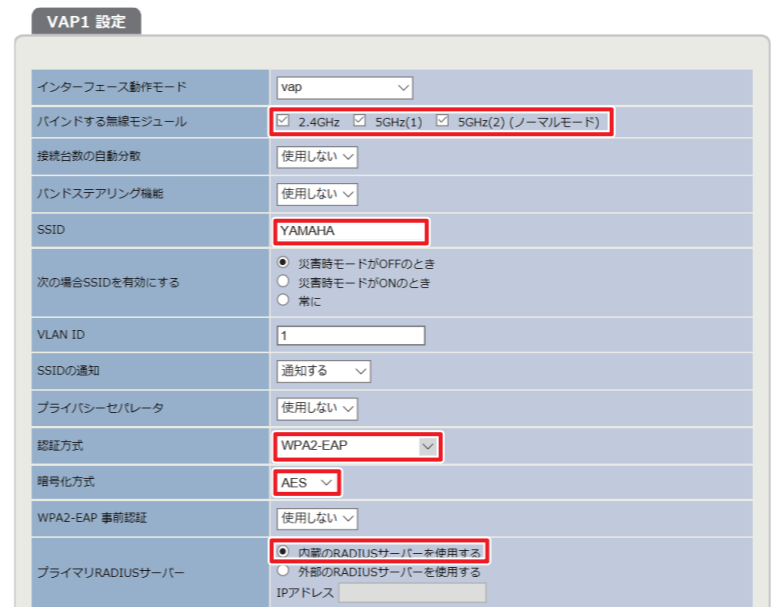 VAP1 設定
インターフェース動作モード vap
バインドする無線モジュール 2.4GHz 5GHz(1) 5GHz(2) (ノーマルモード)
接続台数の自動分散 使用しない
バンドステアリング機能 使用しない
SSID YAMAHA
次の場合SSIDを有効にする 災害時モードがOFFのとき
災害時モードがONのとき
常に
VLAN ID 1
SSIDの通知 通知する
プライバシーセパレータ 使用しない
認証方式 WPA2-EAP
暗号化方式 AES
WPA2-EAP 事前認証 使用しない
プライマリRADIUSサーバー 内蔵のRADIUSサーバーを使用する
外部のRADIUSサーバーを使用する
IPアドレス